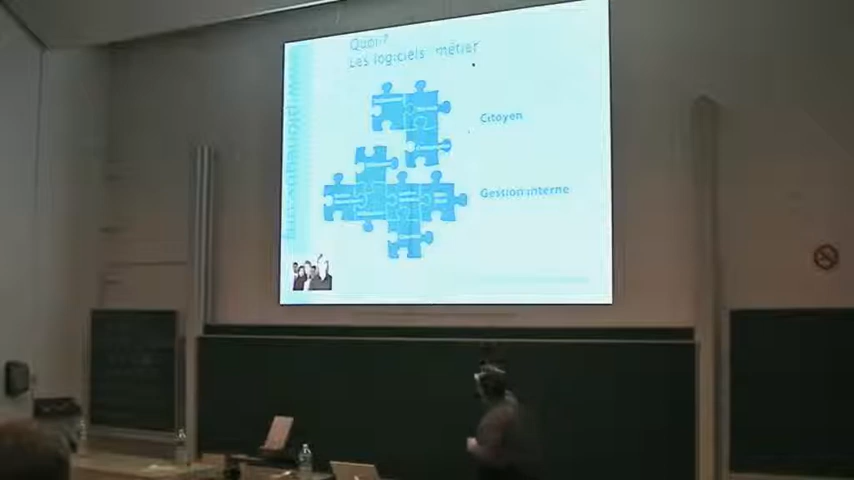 Quoi?
Les logiciels métier
Citoyen
Gestion interne